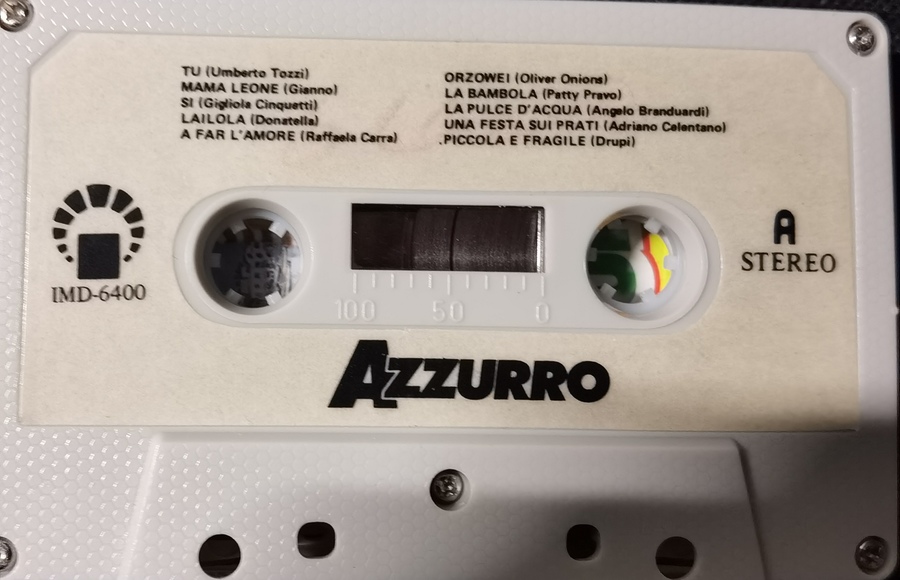 TU (Umberto Tozzi)
MAMA LEONE (Gianno)
SI (Gigliola Cinquetti)
LAILOLA (Donatella)
A FAR L'AMORE (Raffaela Carra)
ORZOWEI (Oliver Onions)
LA BAMBOLA (Patty Pravo)
LA PULCE D'ACQUA (Angelo Branduardi)
UNA FESTA SUI PRATI (Adriano Celentano)
.PICCOLA E FRAGILE (Drupi)
IMD-6400
A
STEREO
100 50 0
AZZURRO